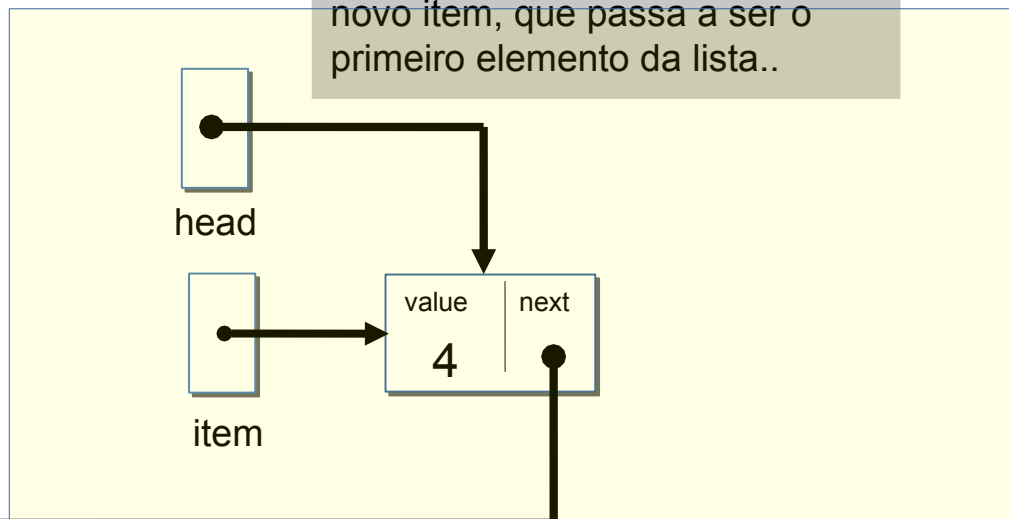 novo item, que passa a ser o
primeiro elemento da lista..
head
value next
4
item